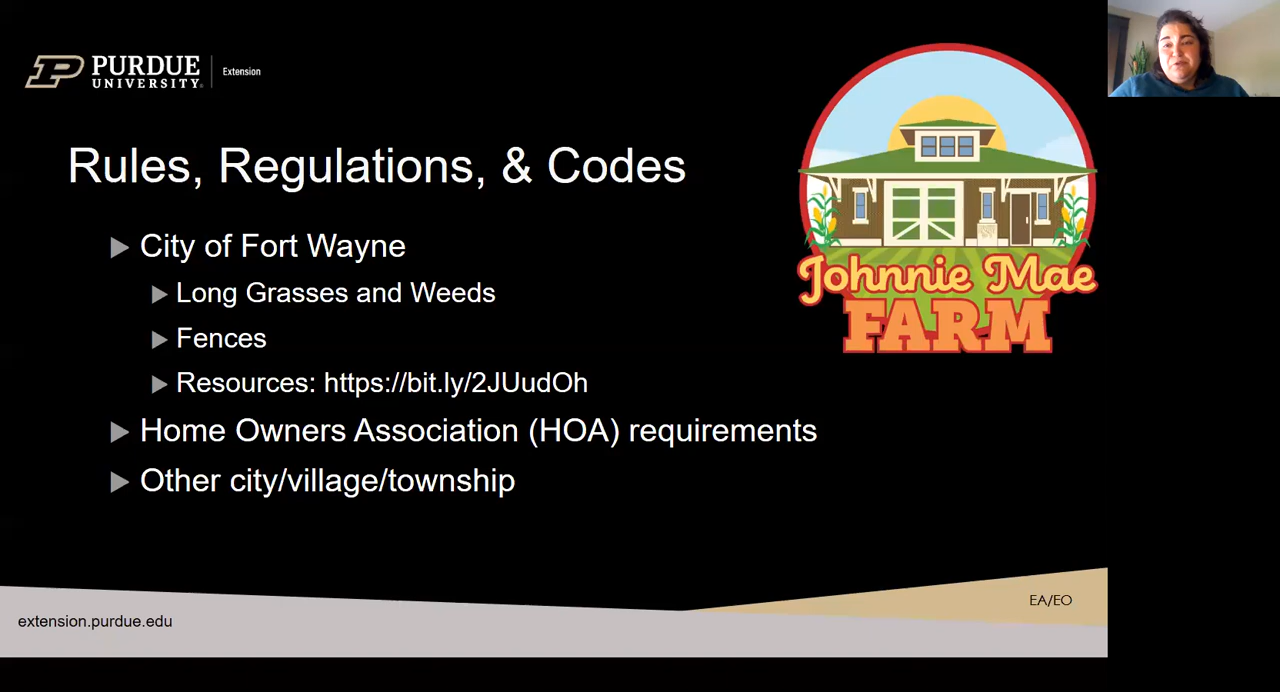 PURDUE
UNIVERSITY®
Extension
Rules, Regulations, & Codes
City of Fort Wayne
Long Grasses and Weeds
Fences
Resources: https://bit.ly/2JUudOh
Home Owners Association (HOA) requirements
Other city/village/township
Johnnie Mae
FARM
EA/EO
extension.purdue.edu